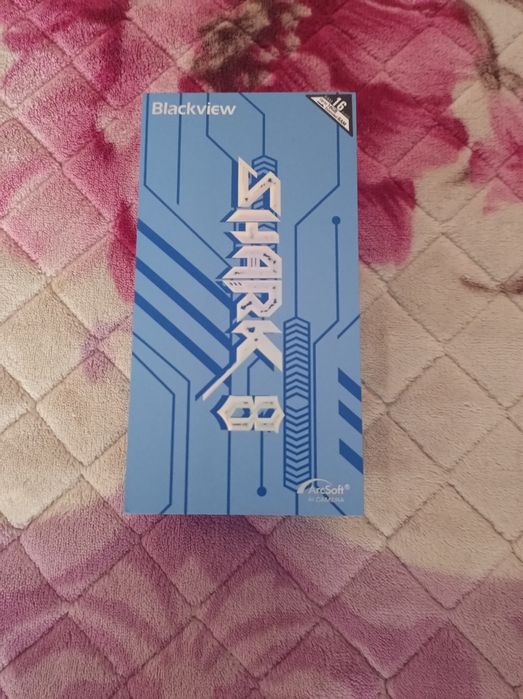 Blackview
16
SHARK 8
ArcSoft®
AI CAMERA